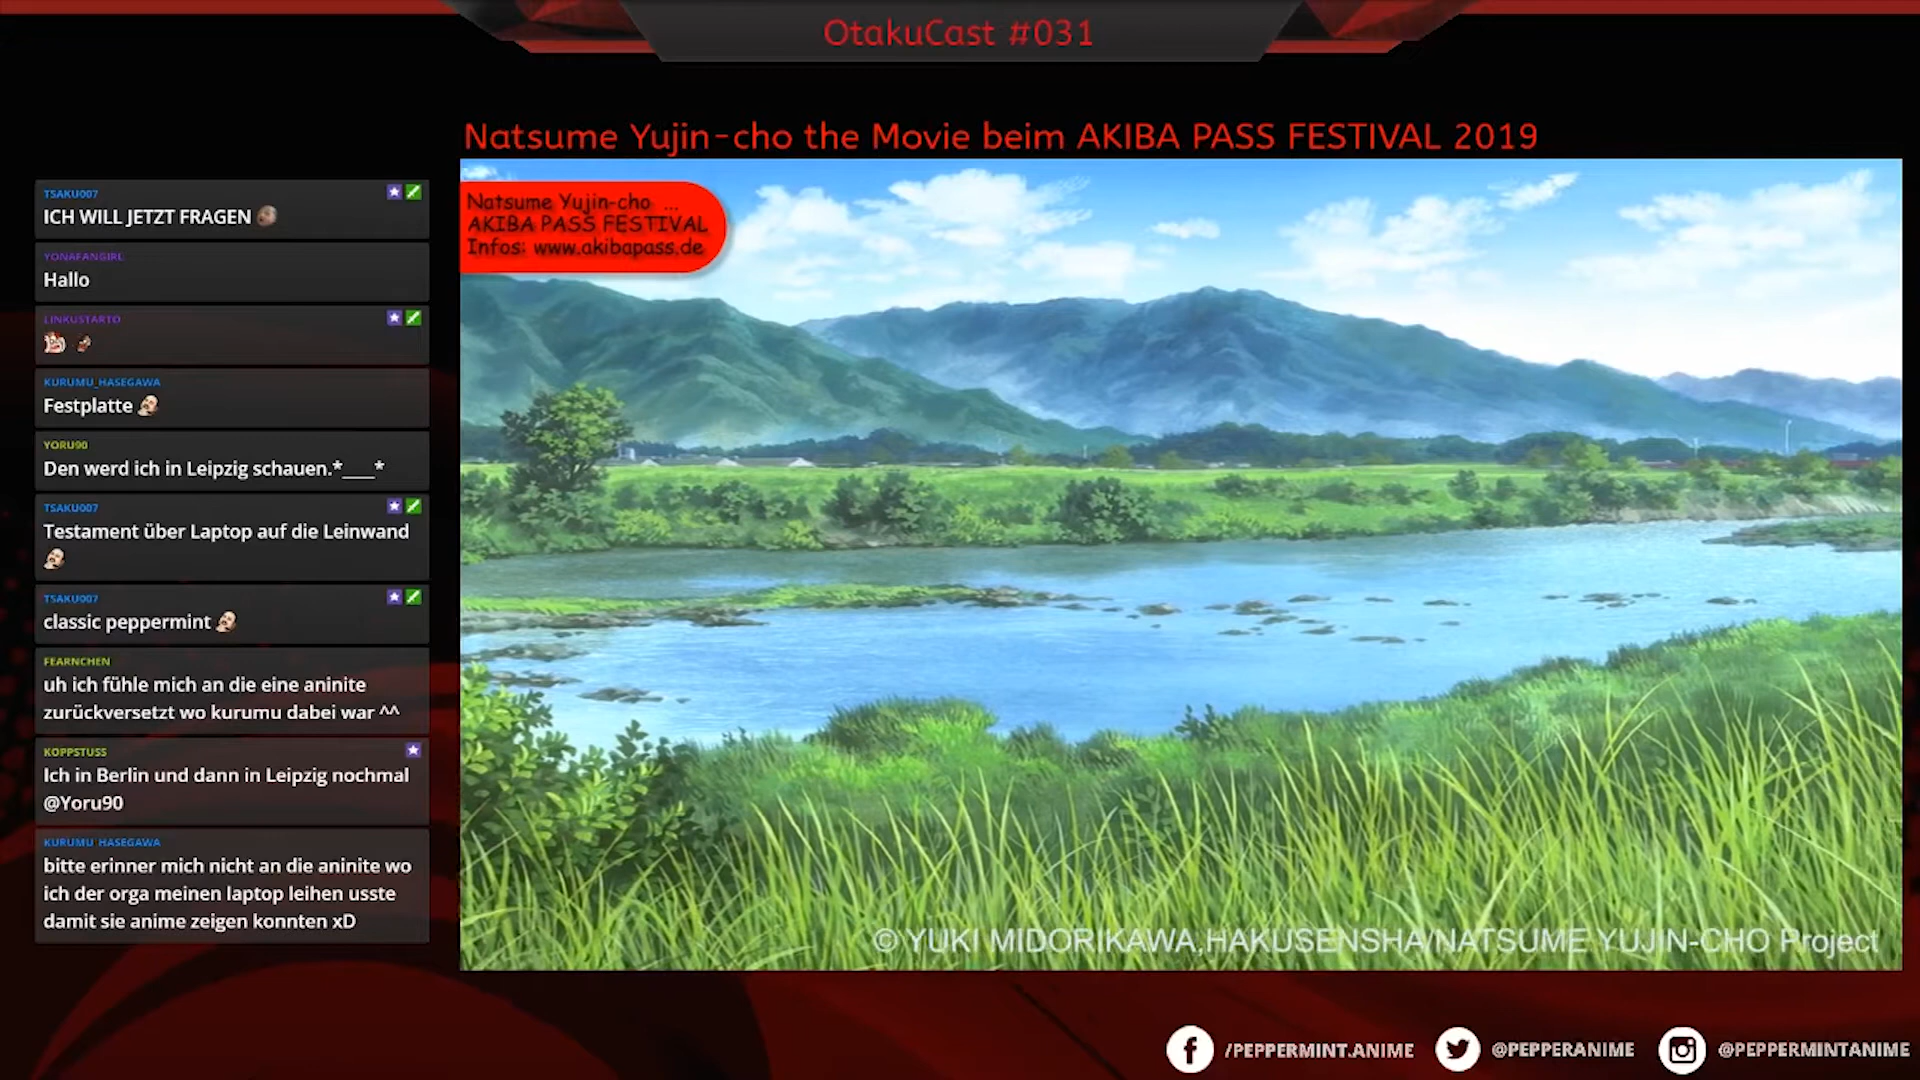 OtakuCast #031
Natsume Yujin-cho the Movie beim AKIBA PASS FESTIVAL 2019
Natsume Yujin-cho ...
AKIBA PASS FESTIVAL
Infos: www.akibapass.de
TSAKU007
ICH WILL JETZT FRAGEN
YONAFANGIRL
Hallo
LINKUSTARTO
KURUMU_HASEGAWA
Festplatte
YORU90
Den werd ich in Leipzig schauen.*____*
TSAKU007
Testament über Laptop auf die Leinwand
TSAKU007
classic peppermint
FEARNCHEN
uh ich fühle mich an die eine aninite
zurückversetzt wo kurumu dabei war ^^
KOPPSTUSS
Ich in Berlin und dann in Leipzig nochmal
@Yoru90
KURUMU_HASEGAWA
bitte erinner mich nicht an die aninite wo
ich der orga meinen laptop leihen usste
damit sie anime zeigen konnten xD
© YUKI MIDORIKAWA,HAKUSENSHA/NATSUME YUJIN-CHO Project
/PEPPERMINT.ANIME
@PEPPERANIME
@PEPPERMINTANIME